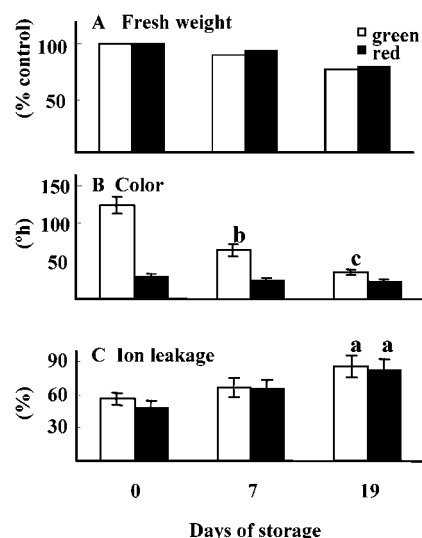 A Fresh weight
green
red
100
50
(% control)
B Color
150
100
50
(°h)
b
c
C Ion leakage
a a
90
60
30
(%)
0 7 19
Days of storage